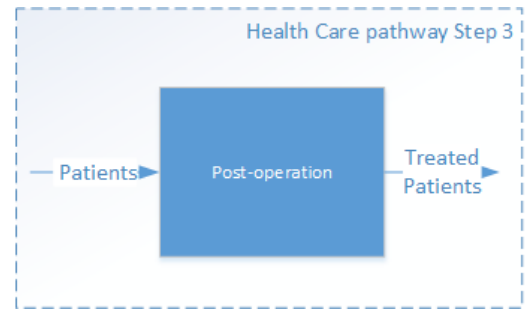 Health Care pathway Step 3
Patients
Post-operation
Treated
Patients